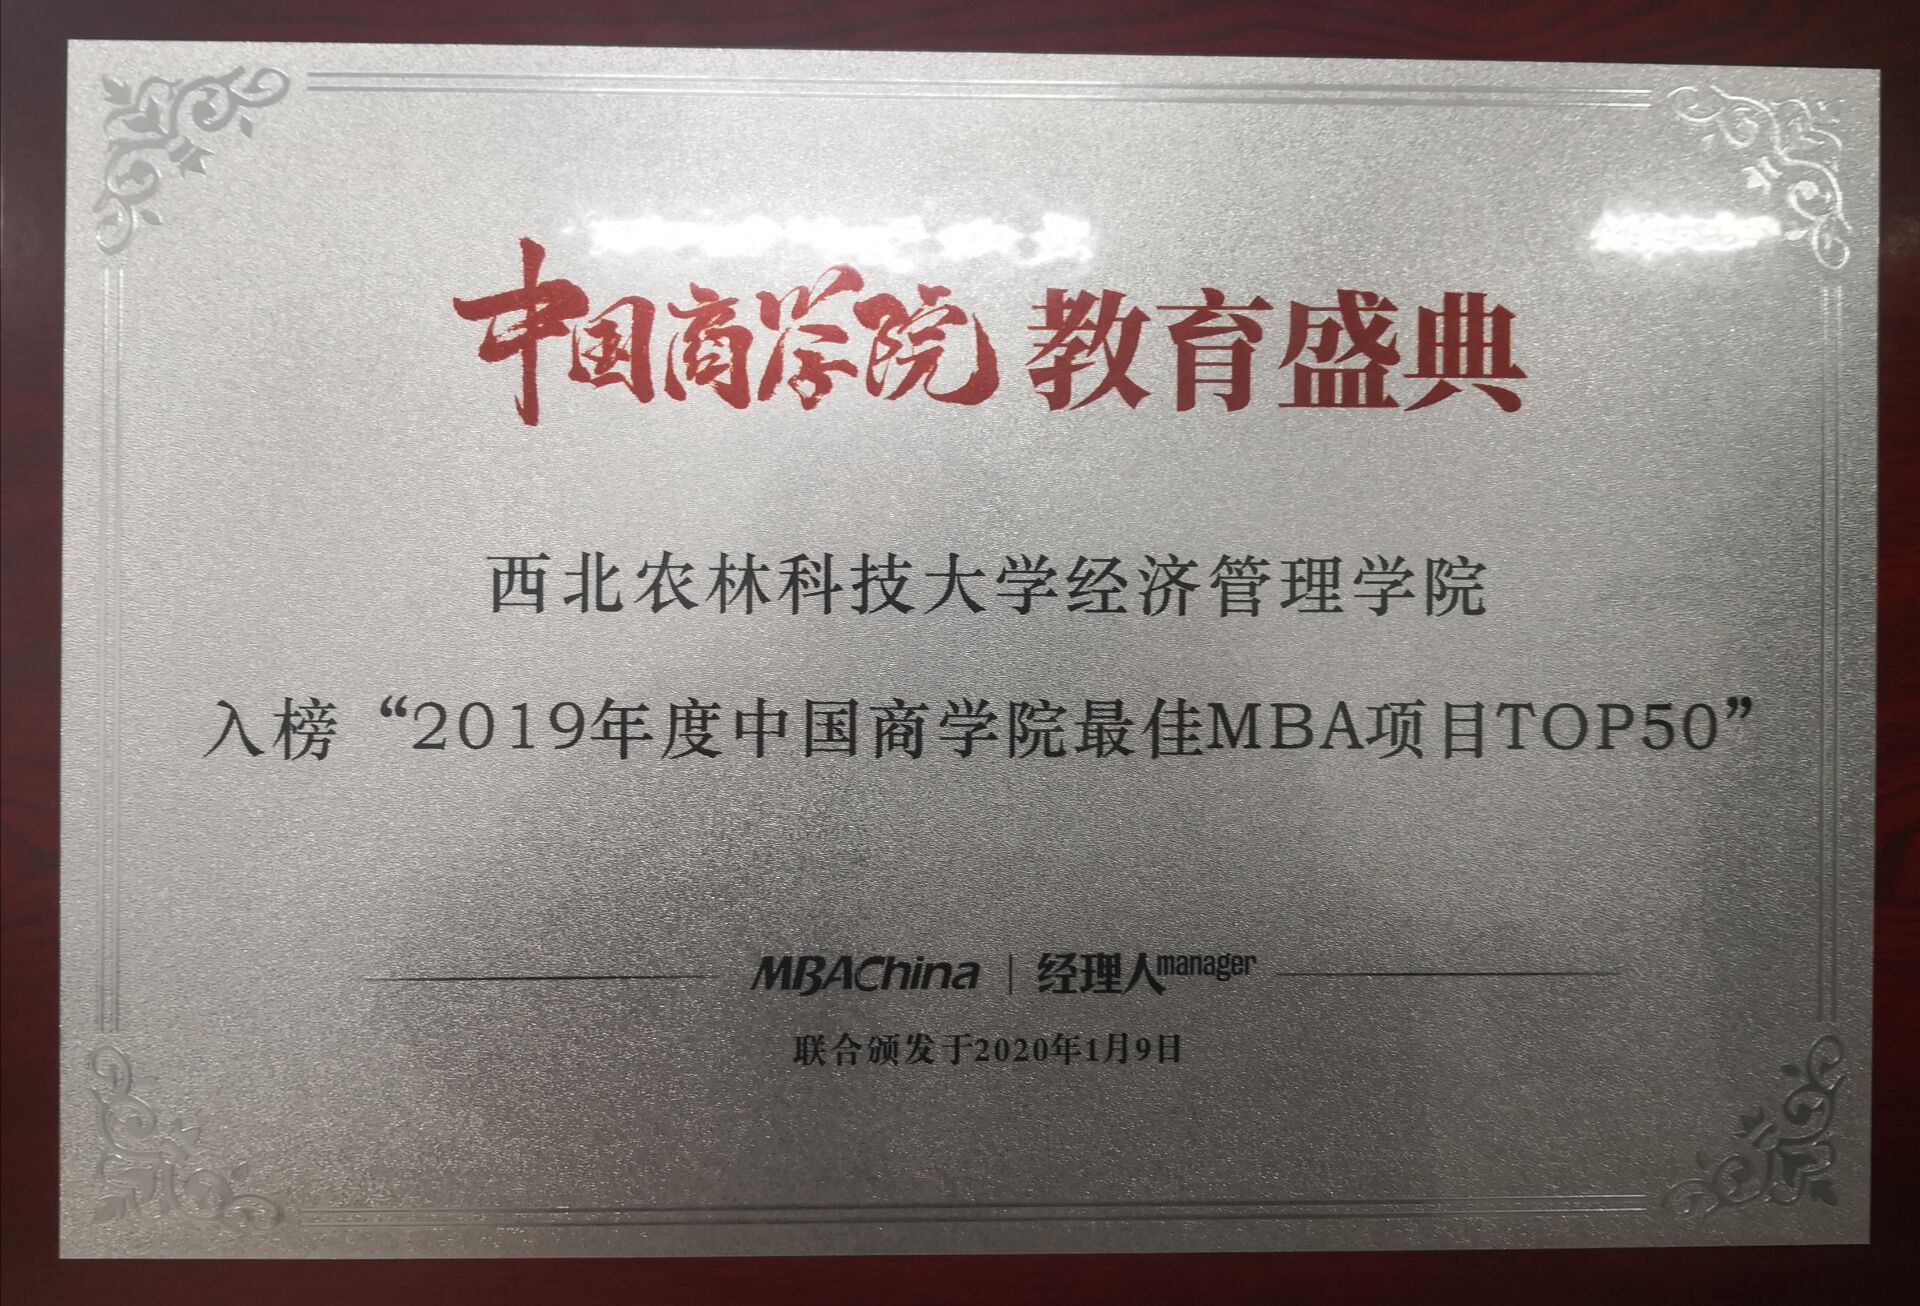 中国商学院 教育盛典
西北农林科技大学经济管理学院
入榜“2019年度中国商学院最佳MBA项目TOP50”
MBAChina | 经理人manager
联合颁发于2020年1月9日